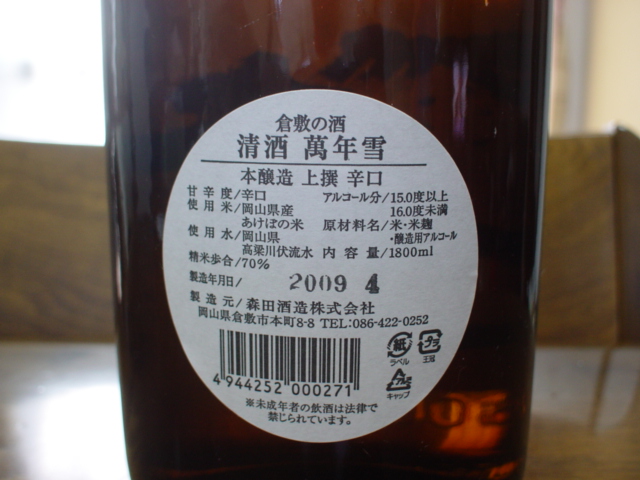 倉敷の酒
清酒 萬年雪
本醸造 上撰 辛口
甘辛度/辛口 アルコール分/15.0度以上
使用米/岡山県産 16.0度未満
あけぼの米 原材料名/米・米麹
使用水/岡山県 ・醸造用アルコール
高梁川伏流水 内容量/1800ml
精米歩合/70%
製造年月日/ 2009 4
製造元/森田酒造株式会社
岡山県倉敷市本町8-8 TEL:086-422-0252
紙 プラ
ラベル 王冠
キャップ
4 944252 000271
※未成年者の飲酒は法律で
禁じられています。